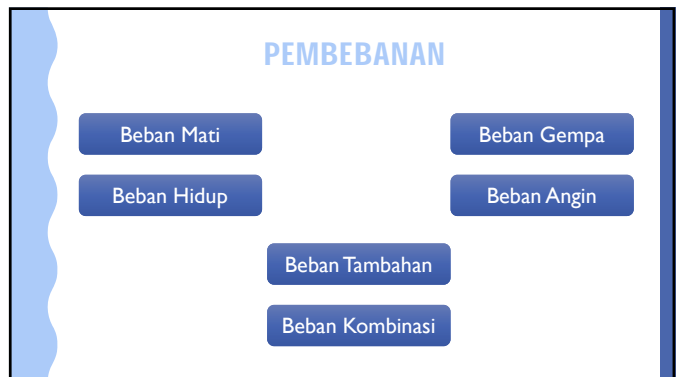 PEMBEBANAN
Beban Mati
Beban Gempa
Beban Hidup
Beban Angin
Beban Tambahan
Beban Kombinasi